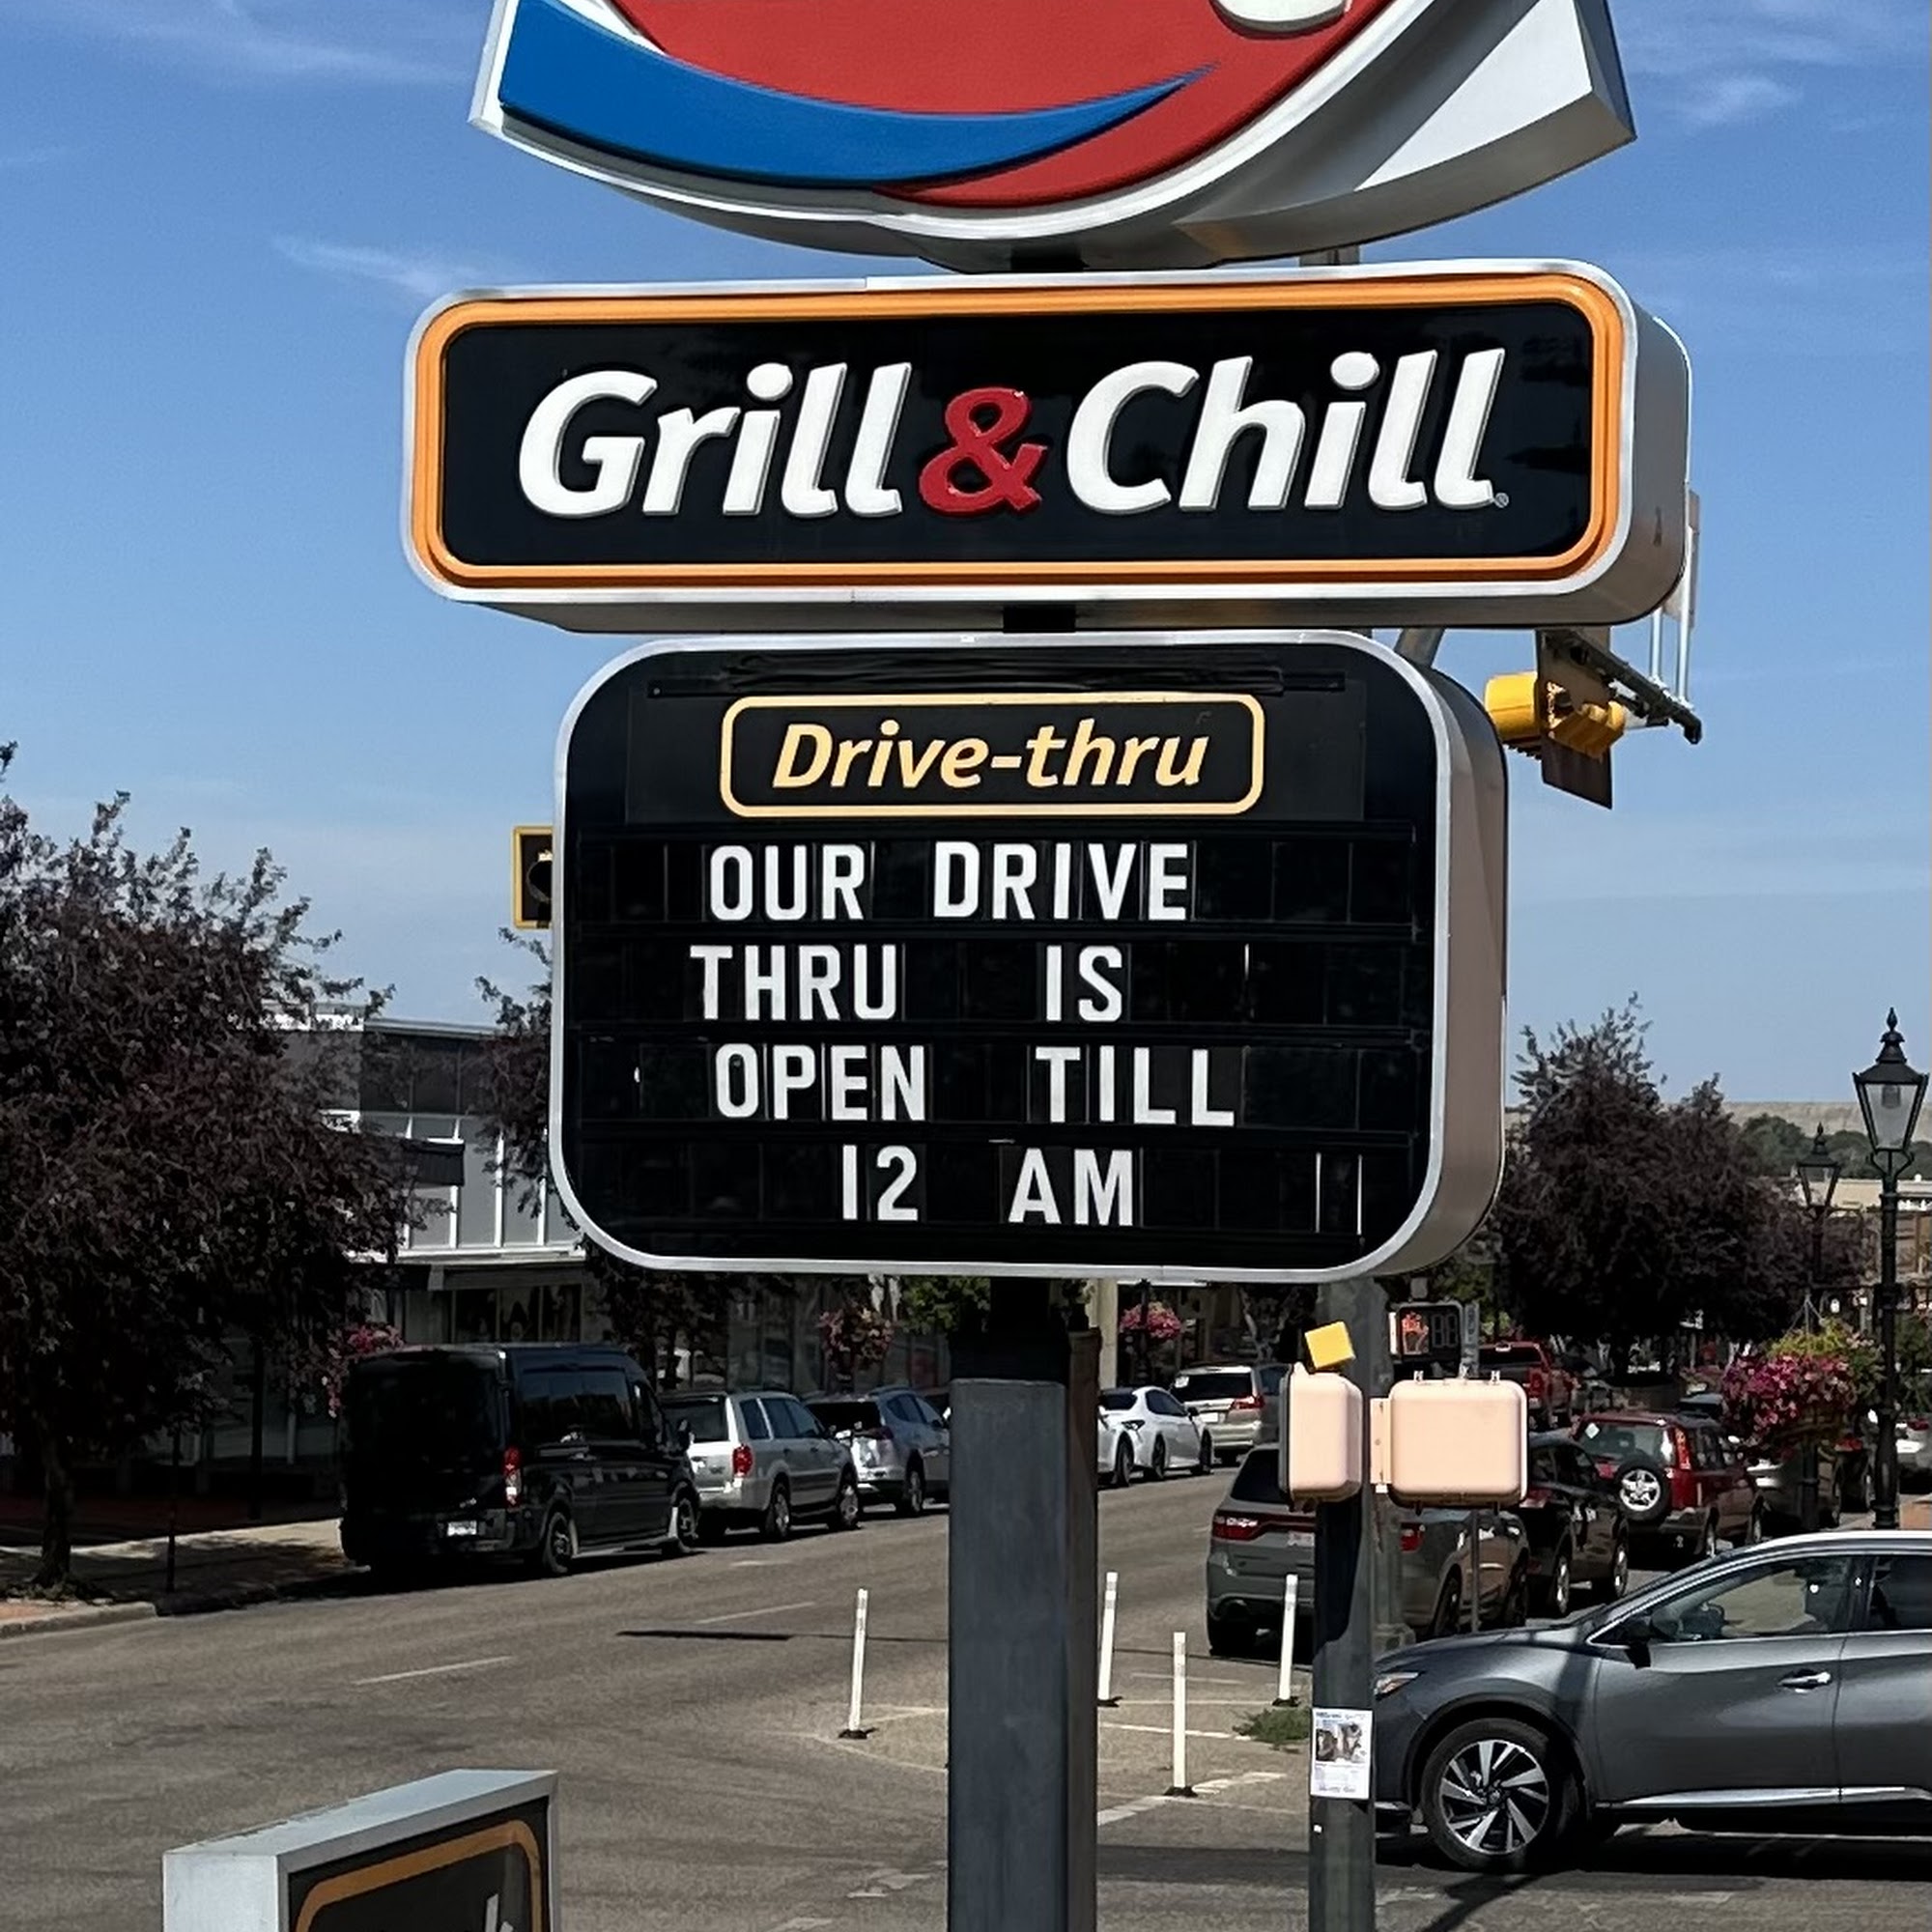 Grill & Chill®
Drive-thru
OUR DRIVE
THRU IS
OPEN TILL
12 AM